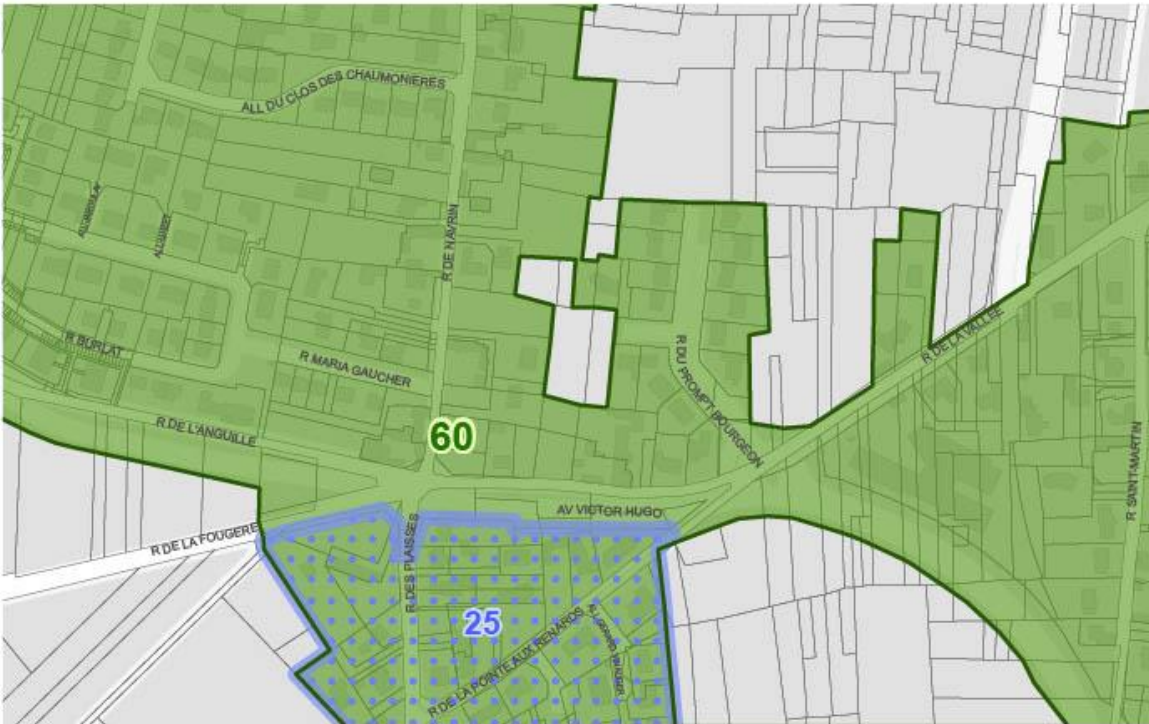 ALL DU CLOS DES CHAUMONIERES
R DE NAVRIN
R BURLAT
R MARIA GAUCHER
R DU PROMPT BOURGEON
R DE LA VALLEE
R DE L'ANGUILLE
60
R SAINT-MARTIN
AV VICTOR HUGO
R DE LA FOUGERE
R DES PLAISSES
25
R DE LA POINTE AUX RENARDS